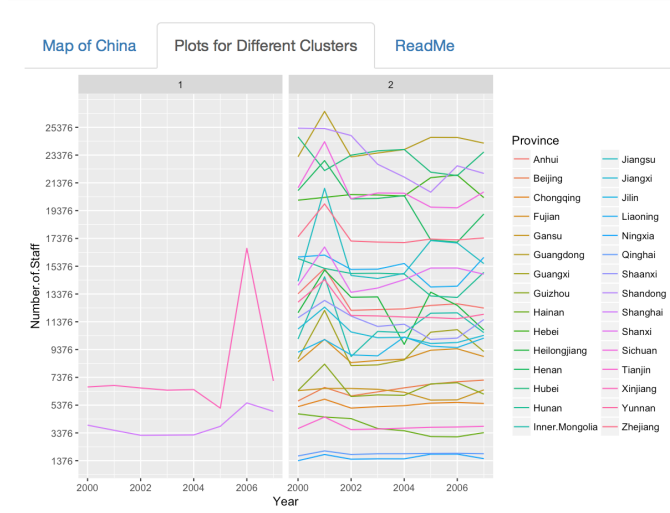 Map of China Plots for Different Clusters ReadMe
1 2
Number.of.Staff
25376
23376
21376
19376
17376
15376
13376
11376
9376
7376
5376
3376
1376
2000 2002 2004 2006 2000 2002 2004 2006
Year
Province
Anhui Jiangsu
Beijing Jiangxi
Chongqing Jilin
Fujian Liaoning
Gansu Ningxia
Guangdong Qinghai
Guangxi Shaanxi
Guizhou Shandong
Hainan Shanghai
Hebei Shanxi
Heilongjiang Sichuan
Henan Tianjin
Hubei Xinjiang
Hunan Yunnan
Inner.Mongolia Zhejiang